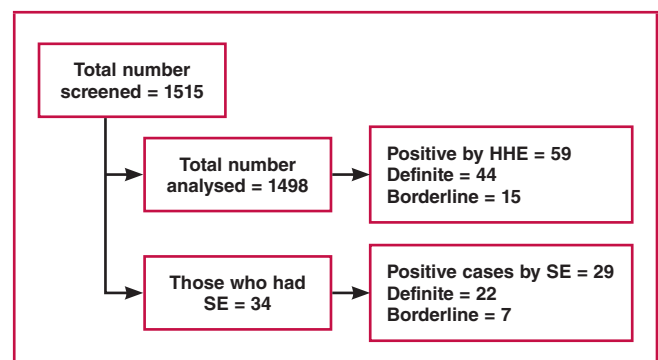 Total number
screened = 1515
Total number
analysed = 1498
Positive by HHE = 59
Definite = 44
Borderline = 15
Those who had
SE = 34
Positive cases by SE = 29
Definite = 22
Borderline = 7